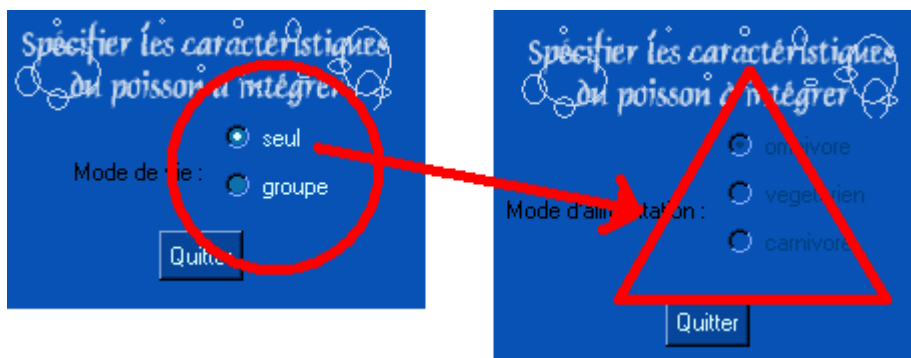 Spécifier les caractéristiques
du poisson à intégrer
seul
Mode de vie :
groupe
Quitter
Spécifier les caractéristiques
du poisson à intégrer
omnivore
vegetarien
Mode d'alimentation :
carnivore
Quitter